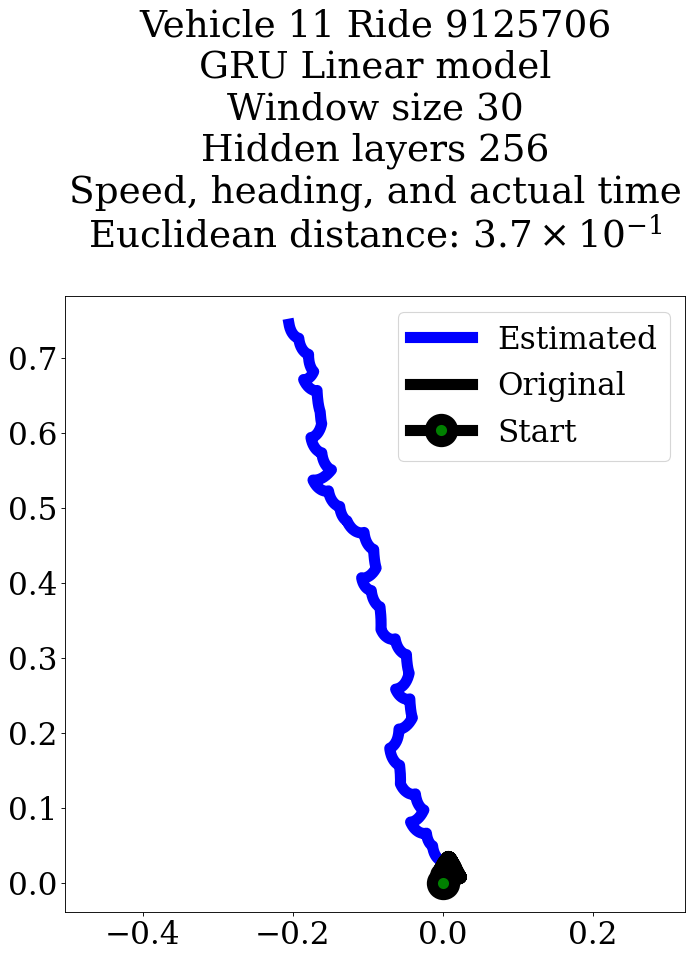 Vehicle 11 Ride 9125706
GRU Linear model
Window size 30
Hidden layers 256
Speed, heading, and actual time
Euclidean distance: 3.7 × 10⁻¹
Estimated
Original
Start
0.7
0.6
0.5
0.4
0.3
0.2
0.1
0.0
−0.4 −0.2 0.0 0.2